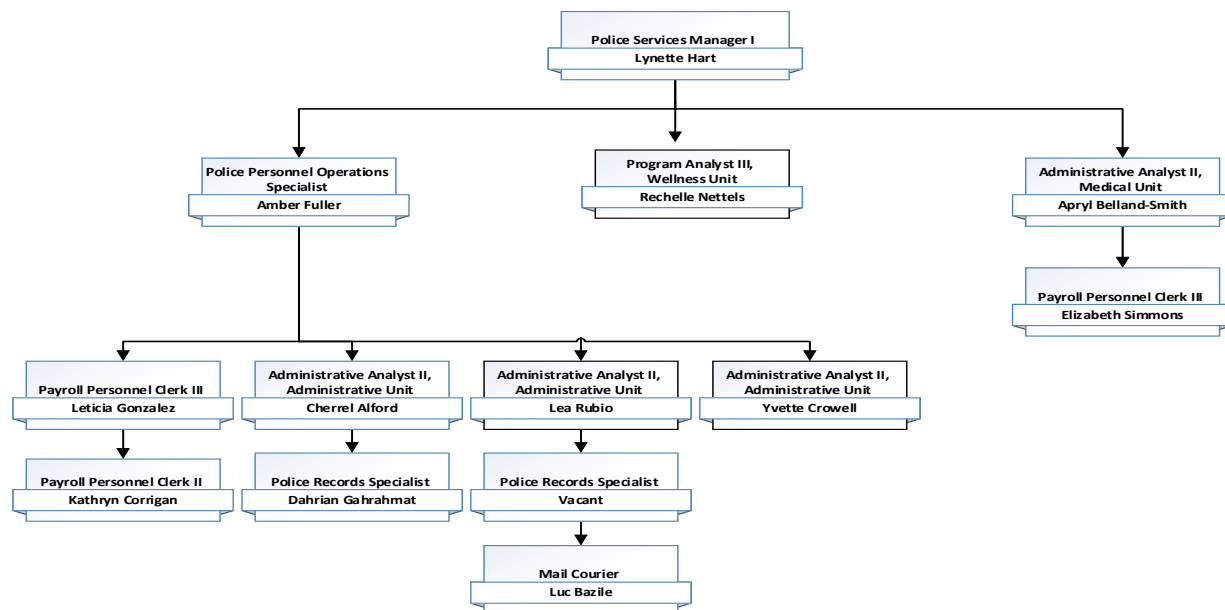 Police Services Manager I
Lynette Hart
Police Personnel Operations
Specialist
Amber Fuller
Program Analyst III,
Wellness Unit
Rechelle Nettels
Administrative Analyst II,
Medical Unit
Apryl Belland-Smith
Payroll Personnel Clerk III
Elizabeth Simmons
Payroll Personnel Clerk III
Leticia Gonzalez
Administrative Analyst II,
Administrative Unit
Cherrel Alford
Administrative Analyst II,
Administrative Unit
Lea Rubio
Administrative Analyst II,
Administrative Unit
Yvette Crowell
Payroll Personnel Clerk II
Kathryn Corrigan
Police Records Specialist
Dahrian Gahrahmat
Police Records Specialist
Vacant
Mail Courier
Luc Bazile